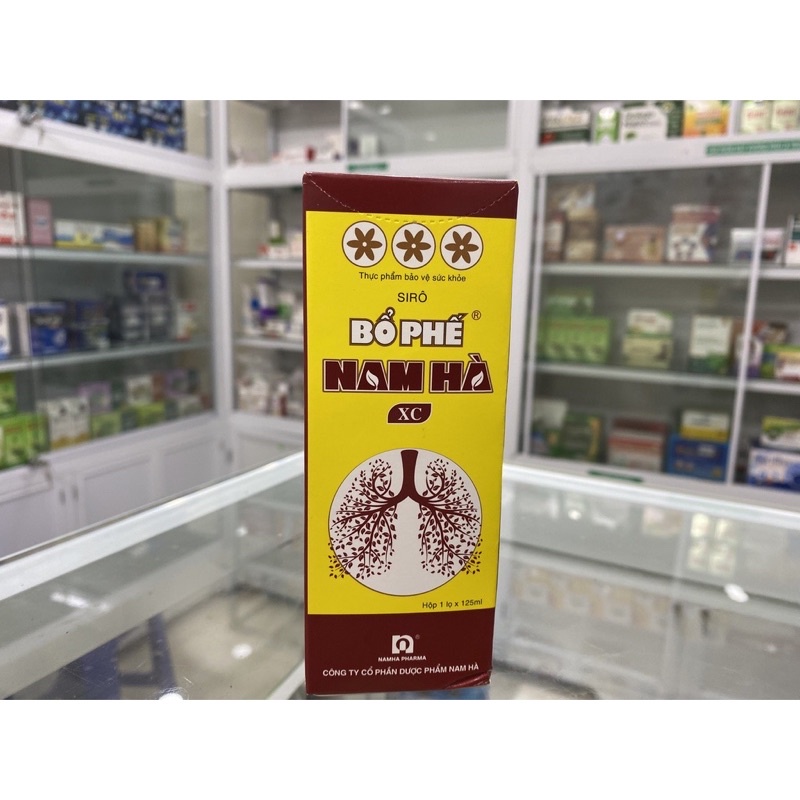 Thực phẩm bảo vệ sức khỏe
SIRÔ
BỔ PHẾ®
NAM HÀ
XC
Hộp 1 lọ x 125ml
NAMHA PHARMA
CÔNG TY CỔ PHẦN DƯỢC PHẨM NAM HÀ